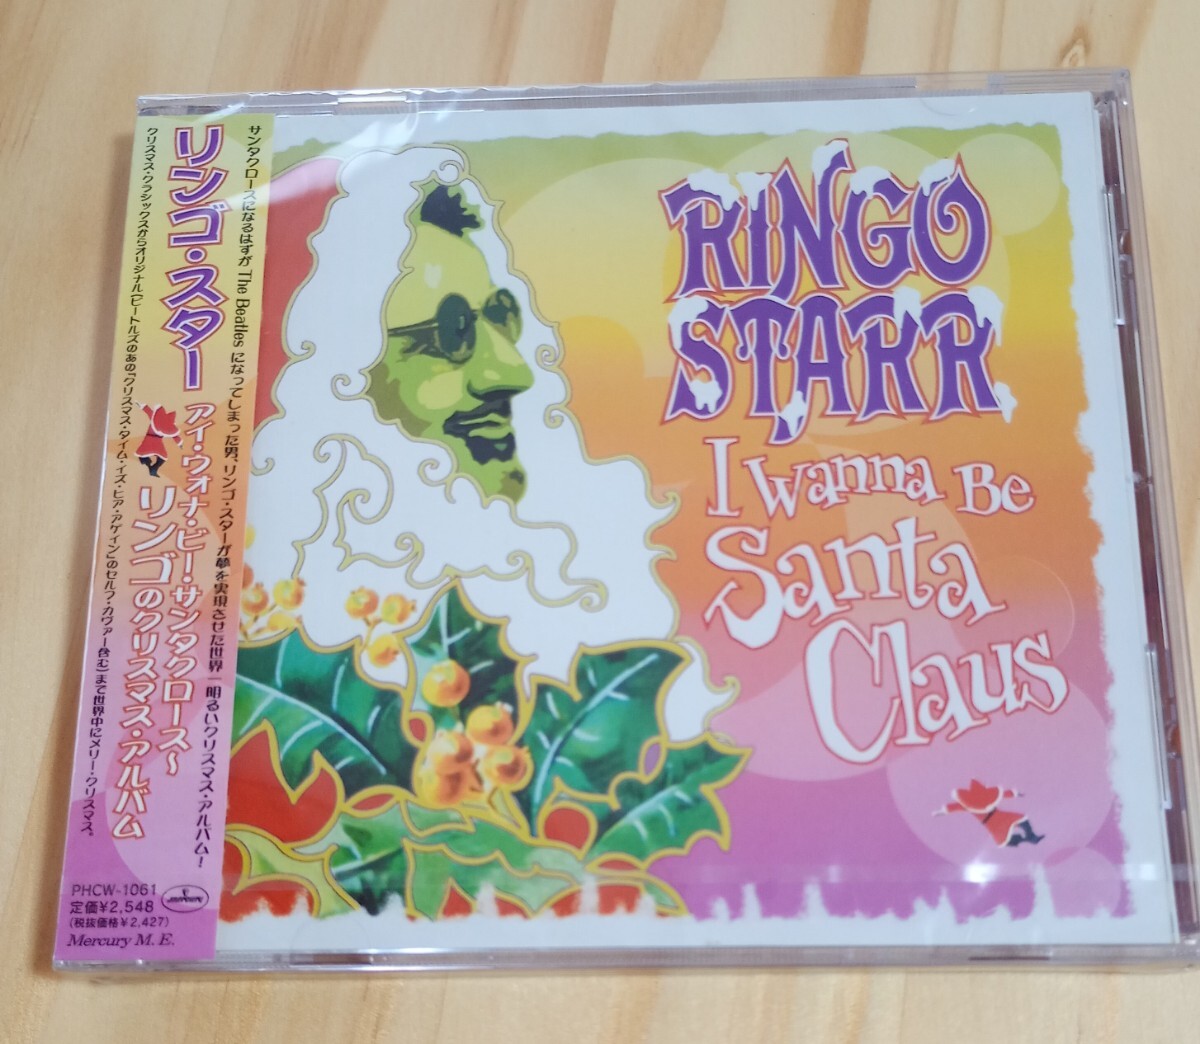 サンタクロースになるはずが The Beatles になってしまった男、リンゴ・スターが夢を実現させた世界一明るいクリスマス・アルバム!
リンゴ・スター
アイ・ウォナ・ビー・サンタクロース〜
リンゴのクリスマス・アルバム
クリスマス・クラシックスからオリジナル(ビートルズのあの「クリスマス・タイム・イズ・ヒア・アゲイン」のセルフ・カヴァー含む)まで世界中にメリー・クリスマス。
PHCW-1061
定価¥2,548
(税抜価格¥2,427)
Mercury M. E.
RINGO
STARR
I Wanna Be
Santa
Claus